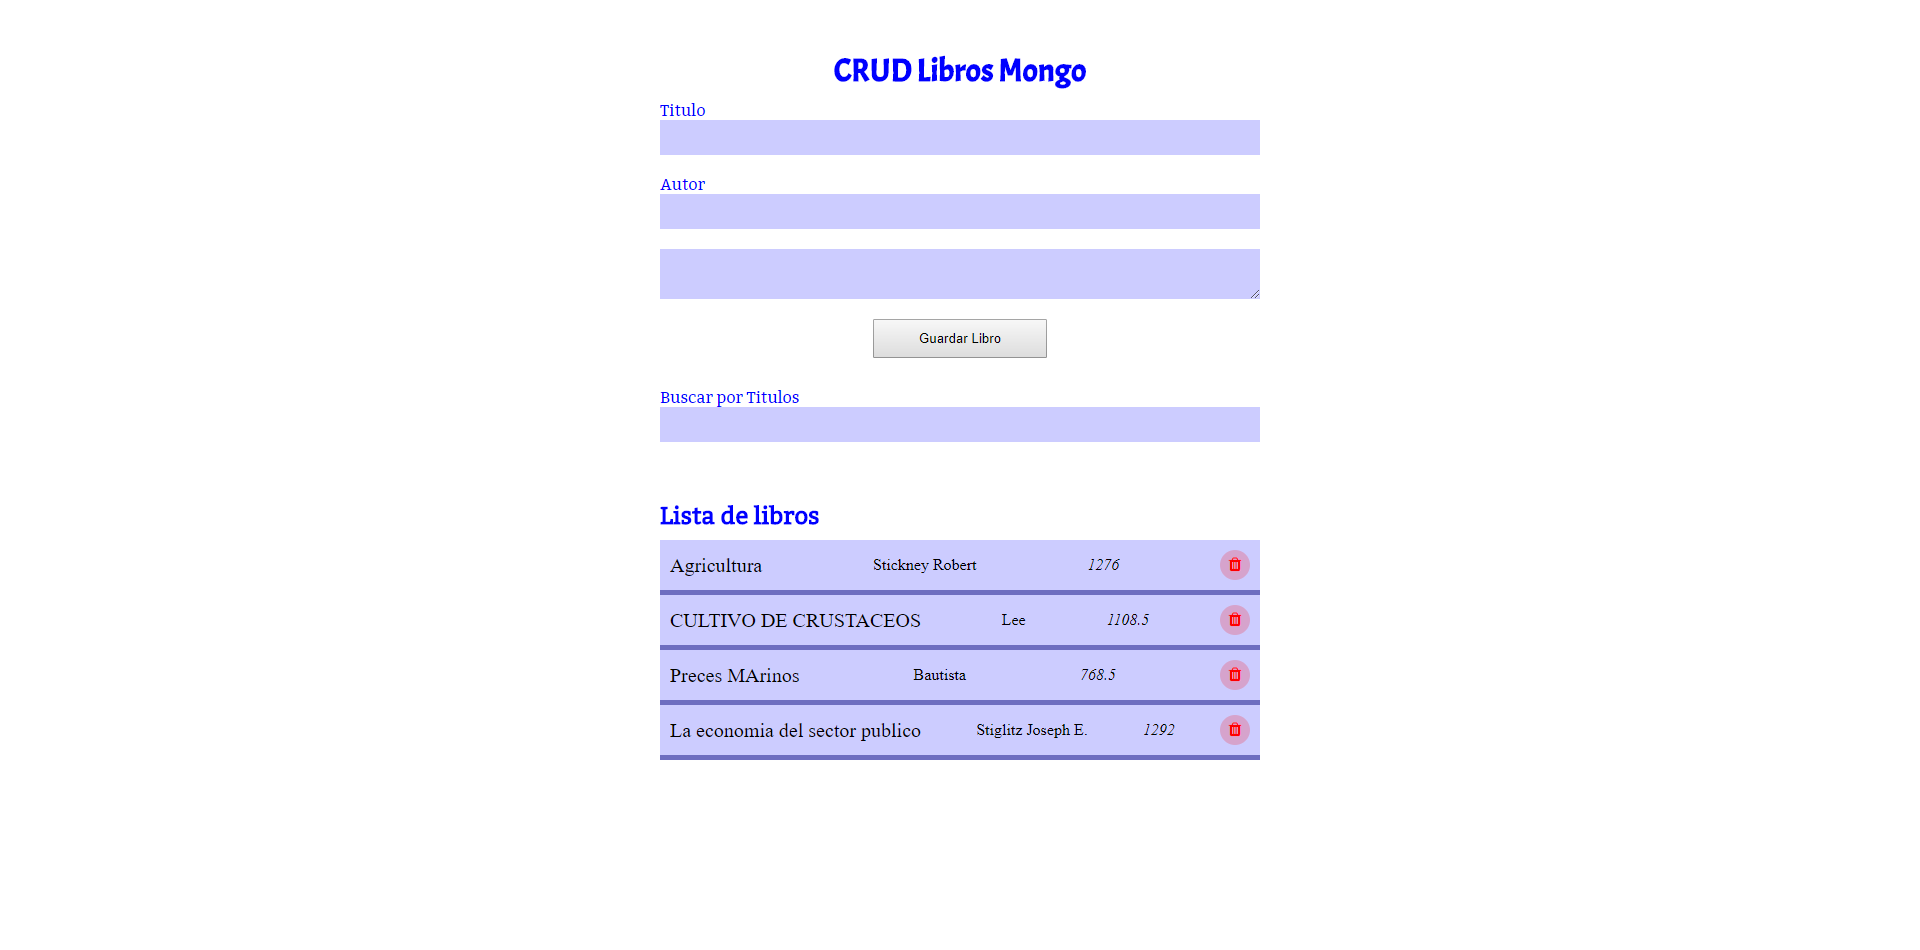 CRUD Libros Mongo
Titulo
Autor
Guardar Libro
Buscar por Titulos
Lista de libros
Agricultura Stickney Robert 1276
CULTIVO DE CRUSTACEOS Lee 1108.5
Preces MArinos Bautista 768.5
La economia del sector publico Stiglitz Joseph E. 1292